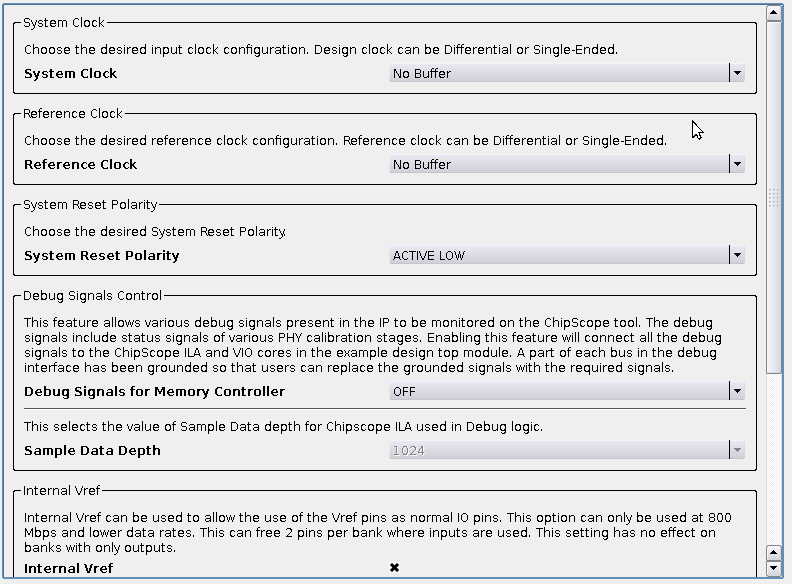 System Clock
Choose the desired input clock configuration. Design clock can be Differential or Single-Ended.
System Clock No Buffer
Reference Clock
Choose the desired reference clock configuration. Reference clock can be Differential or Single-Ended.
Reference Clock No Buffer
System Reset Polarity
Choose the desired System Reset Polarity.
System Reset Polarity ACTIVE LOW
Debug Signals Control
This feature allows various debug signals present in the IP to be monitored on the ChipScope tool. The debug
signals include status signals of various PHY calibration stages. Enabling this feature will connect all the debug
signals to the ChipScope ILA and VIO cores in the example design top module. A part of each bus in the debug
interface has been grounded so that users can replace the grounded signals with the required signals.
Debug Signals for Memory Controller OFF
This selects the value of Sample Data depth for Chipscope ILA used in Debug logic.
Sample Data Depth 1024
Internal Vref
Internal Vref can be used to allow the use of the Vref pins as normal IO pins. This option can only be used at 800
Mbps and lower data rates. This can free 2 pins per bank where inputs are used. This setting has no effect on
banks with only outputs.
Internal Vref